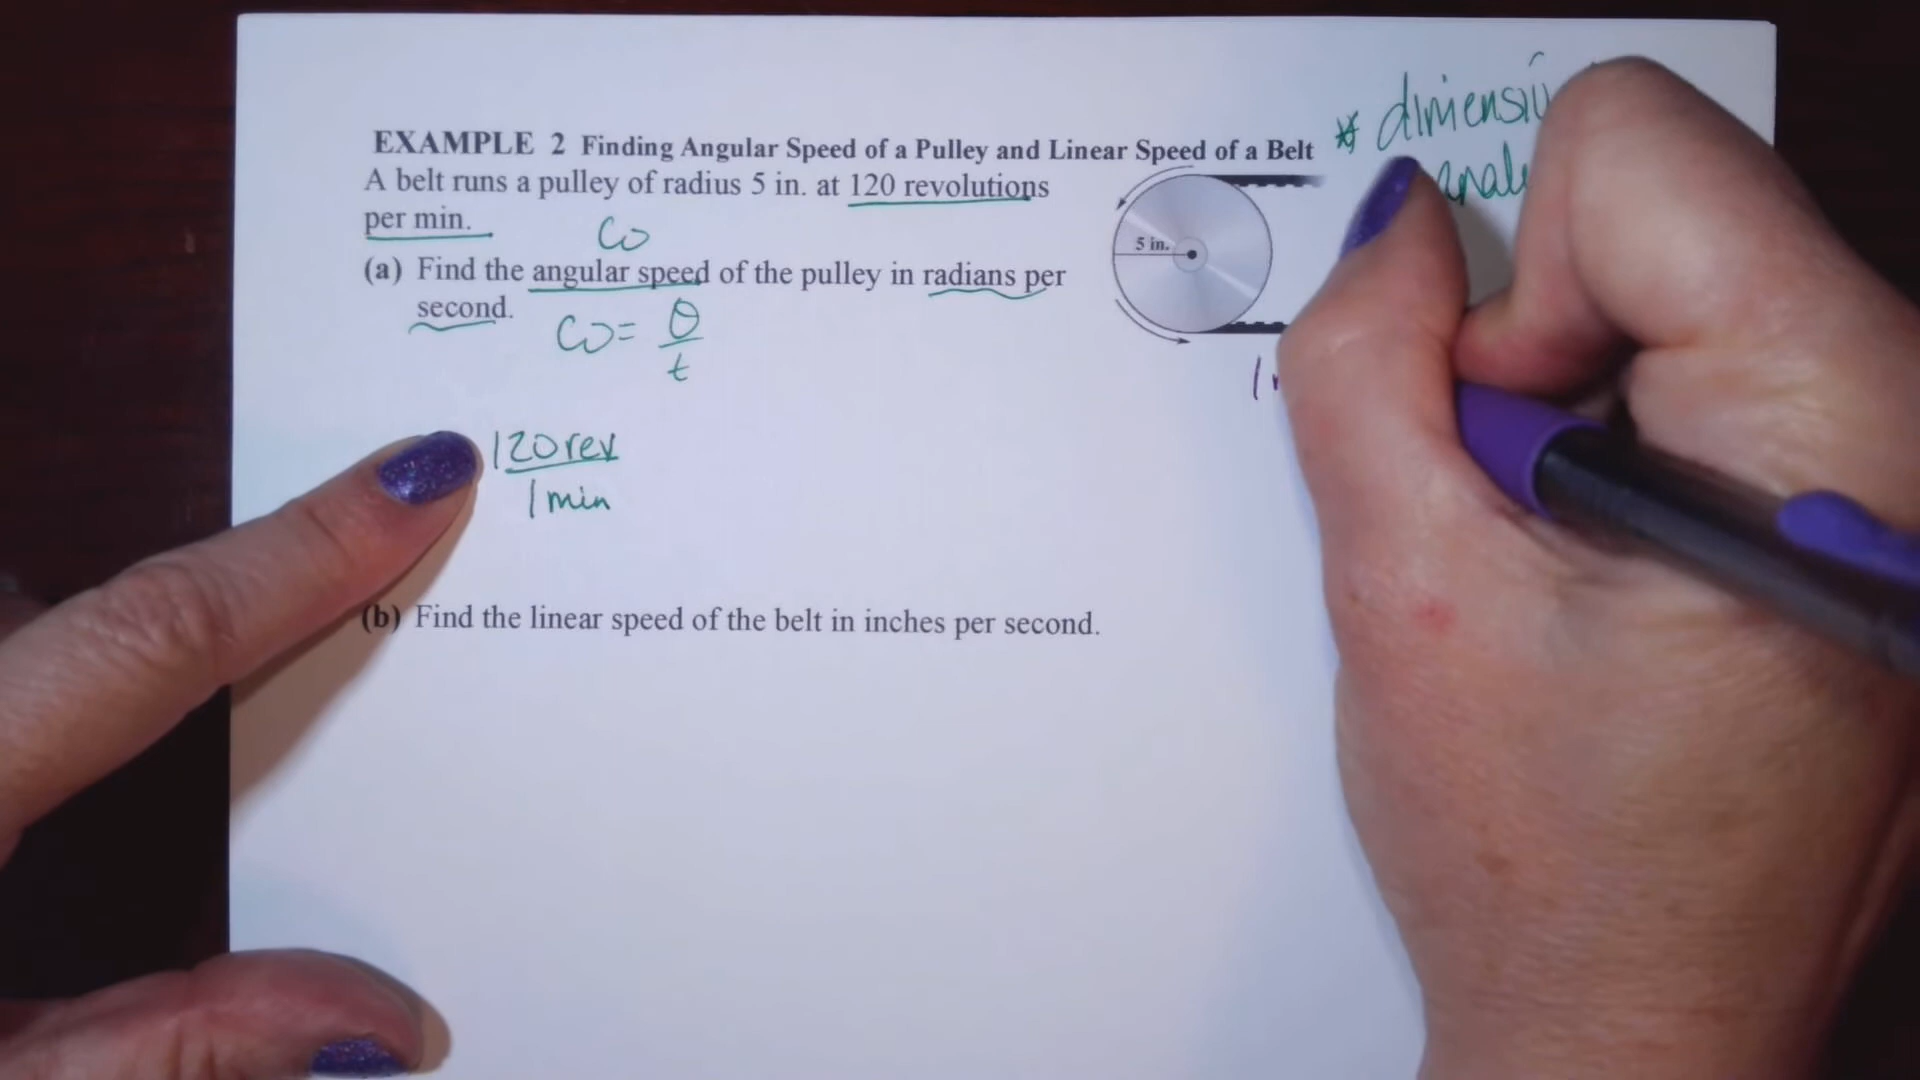 EXAMPLE 2 Finding Angular Speed of a Pulley and Linear Speed of a Belt
A belt runs a pulley of radius 5 in. at 120 revolutions
per min.
ω
(a) Find the angular speed of the pulley in radians per
second.
ω = θ
t
120 rev
1 min
(b) Find the linear speed of the belt in inches per second.
5 in.
*
1